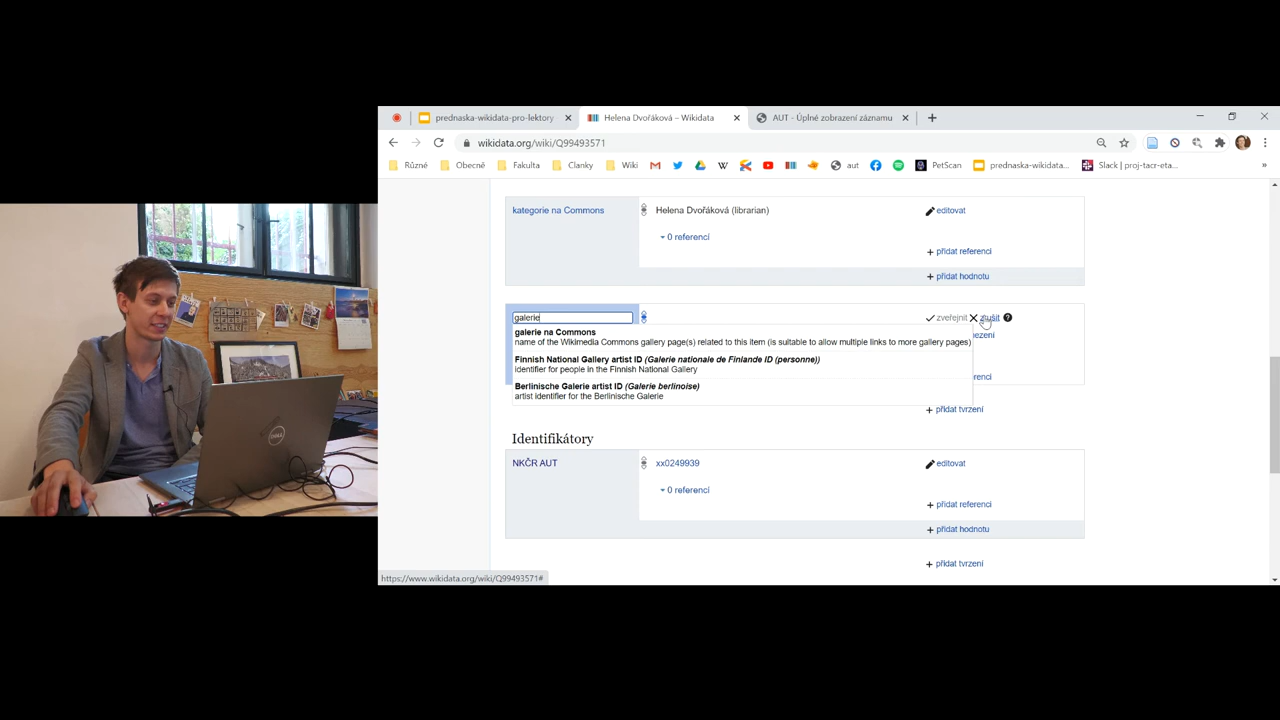 prednaska-wikidata-pro-lektory
Helena Dvořáková – Wikidata
AUT - Úplné zobrazení záznamu
wikidata.org/wiki/Q99493571
Různé
Obecně
Fakulta
Clanky
Wiki
aut
PetScan
prednaska-wikidata...
Slack | proj-tacr-eta...
»
kategorie na Commons
Helena Dvořáková (librarian)
editovat
0 referencí
přidat referenci
přidat hodnotu
galerie
zveřejnit
zrušit
galerie na Commons
name of the Wikimedia Commons gallery page(s) related to this item (is suitable to allow multiple links to more gallery pages)
Finnish National Gallery artist ID (Galerie nationale de Finlande ID (personne))
identifier for people in the Finnish National Gallery
Berlinische Galerie artist ID (Galerie berlinoise)
artist identifier for the Berlinische Galerie
přidat tvrzení
Identifikátory
NKČR AUT
xx0249939
editovat
0 referencí
přidat referenci
přidat hodnotu
přidat tvrzení
https://www.wikidata.org/wiki/Q99493571#
DELL